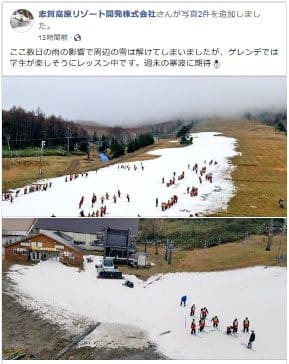 志賀高原リゾート開発株式会社さんが写真2件を追加しまし
た。
13時間前 ·
ここ数日の雨の影響で周辺の雪は解けてしまいましたが、ゲレンデでは
学生が楽しそうにレッスン中です。週末の寒波に期待⛄